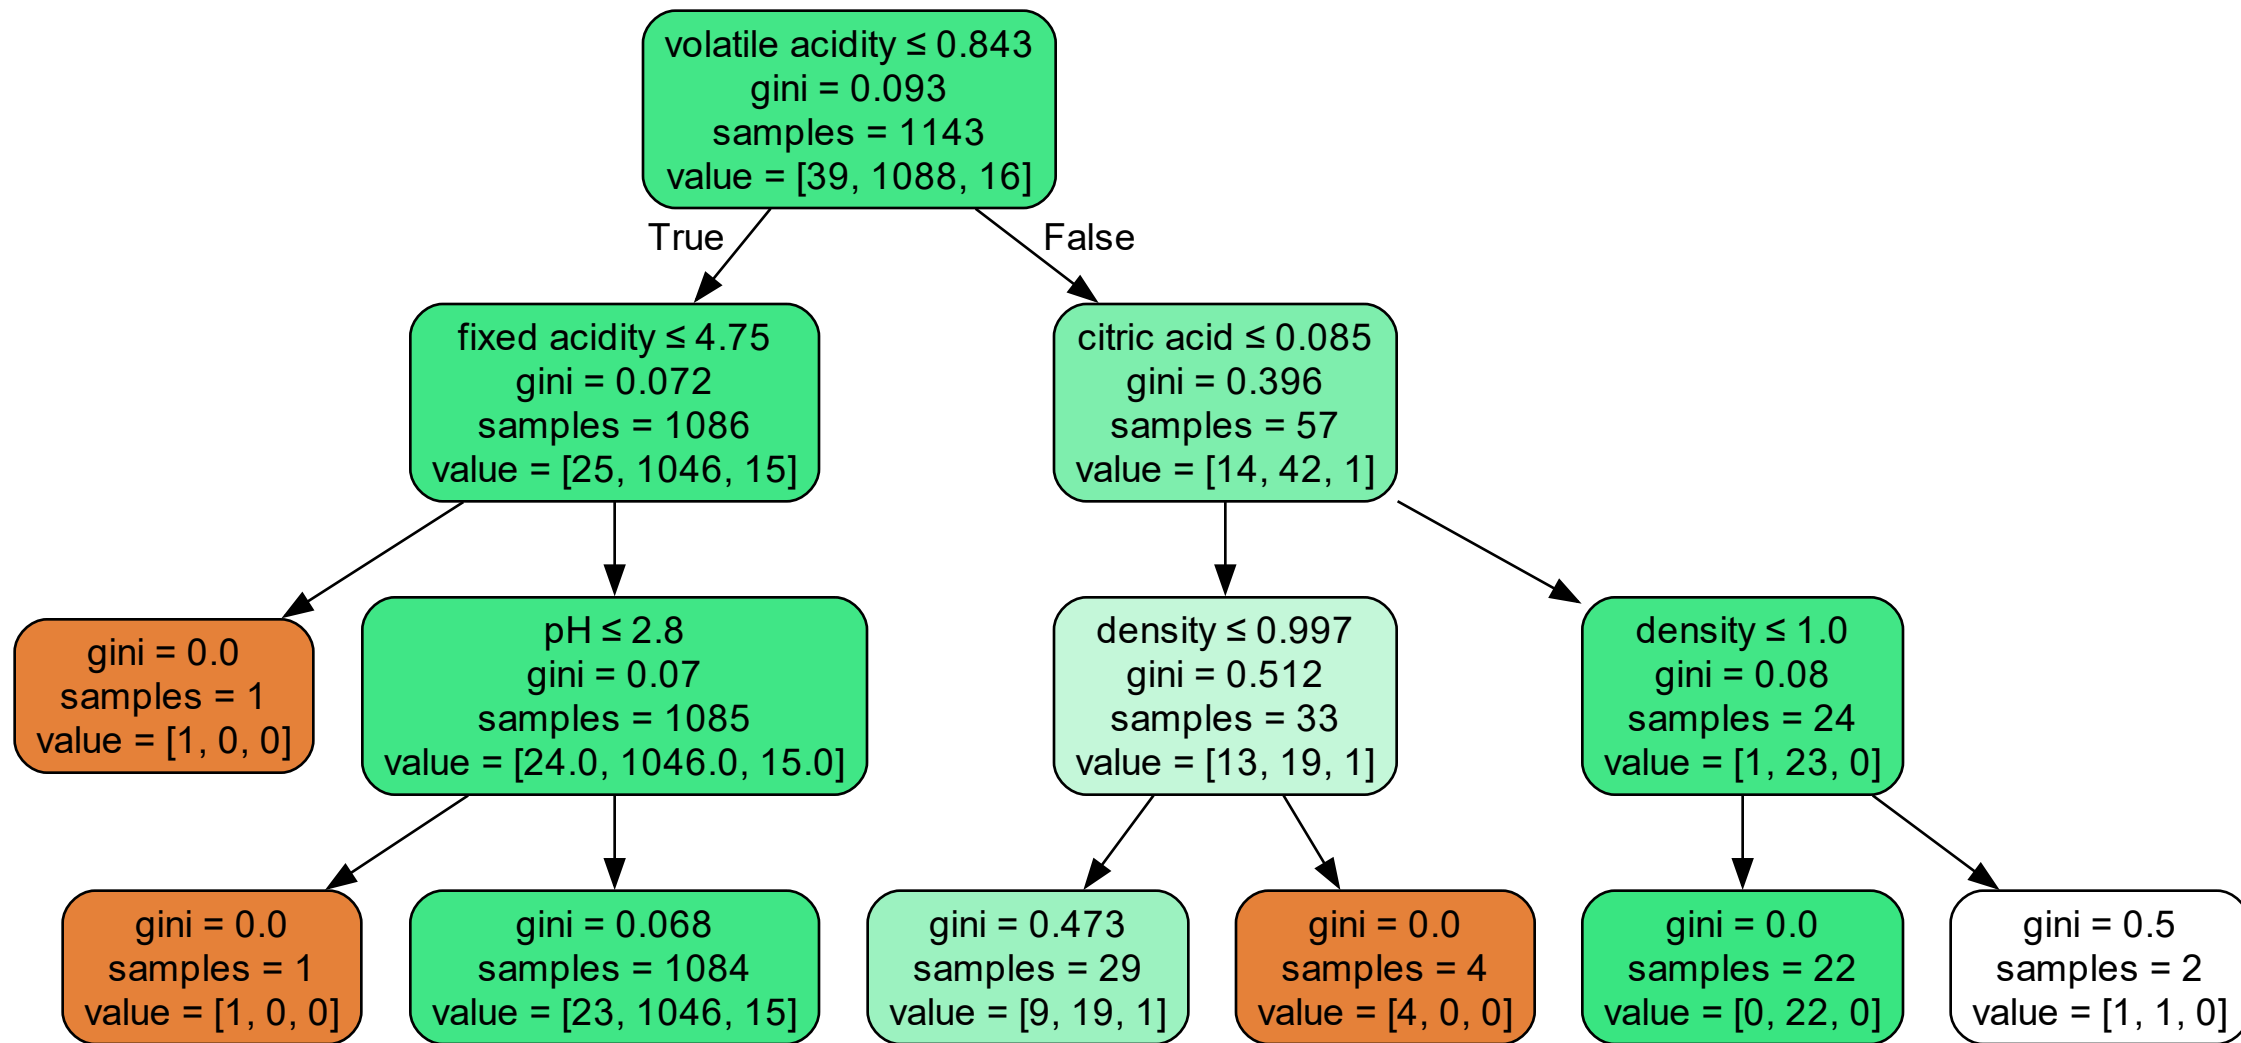 volatile acidity ≤ 0.843
gini = 0.093
samples = 1143
value = [39, 1088, 16]
True
False
fixed acidity ≤ 4.75
gini = 0.072
samples = 1086
value = [25, 1046, 15]
citric acid ≤ 0.085
gini = 0.396
samples = 57
value = [14, 42, 1]
gini = 0.0
samples = 1
value = [1, 0, 0]
pH ≤ 2.8
gini = 0.07
samples = 1085
value = [24.0, 1046.0, 15.0]
density ≤ 0.997
gini = 0.512
samples = 33
value = [13, 19, 1]
density ≤ 1.0
gini = 0.08
samples = 24
value = [1, 23, 0]
gini = 0.0
samples = 1
value = [1, 0, 0]
gini = 0.068
samples = 1084
value = [23, 1046, 15]
gini = 0.473
samples = 29
value = [9, 19, 1]
gini = 0.0
samples = 4
value = [4, 0, 0]
gini = 0.0
samples = 22
value = [0, 22, 0]
gini = 0.5
samples = 2
value = [1, 1, 0]